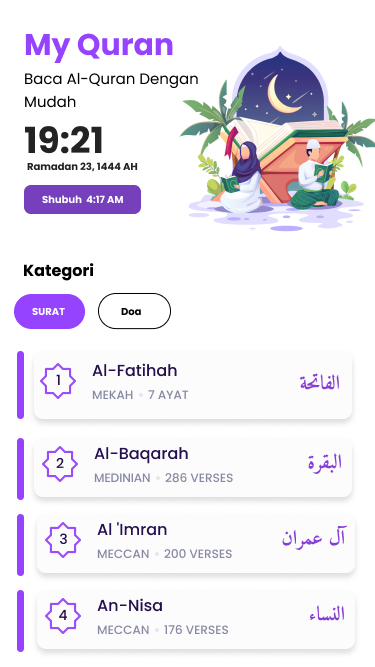 My Quran
Baca Al-Quran Dengan
Mudah
19:21
Ramadan 23, 1444 AH
Shubuh 4:17 AM
Kategori
SURAT
Doa
1
Al-Fatihah
MEKAH • 7 AYAT
الفاتحة
2
Al-Baqarah
MEDINIAN • 286 VERSES
البقرة
3
Al 'Imran
MECCAN • 200 VERSES
آل عمران
4
An-Nisa
MECCAN • 176 VERSES
النساء